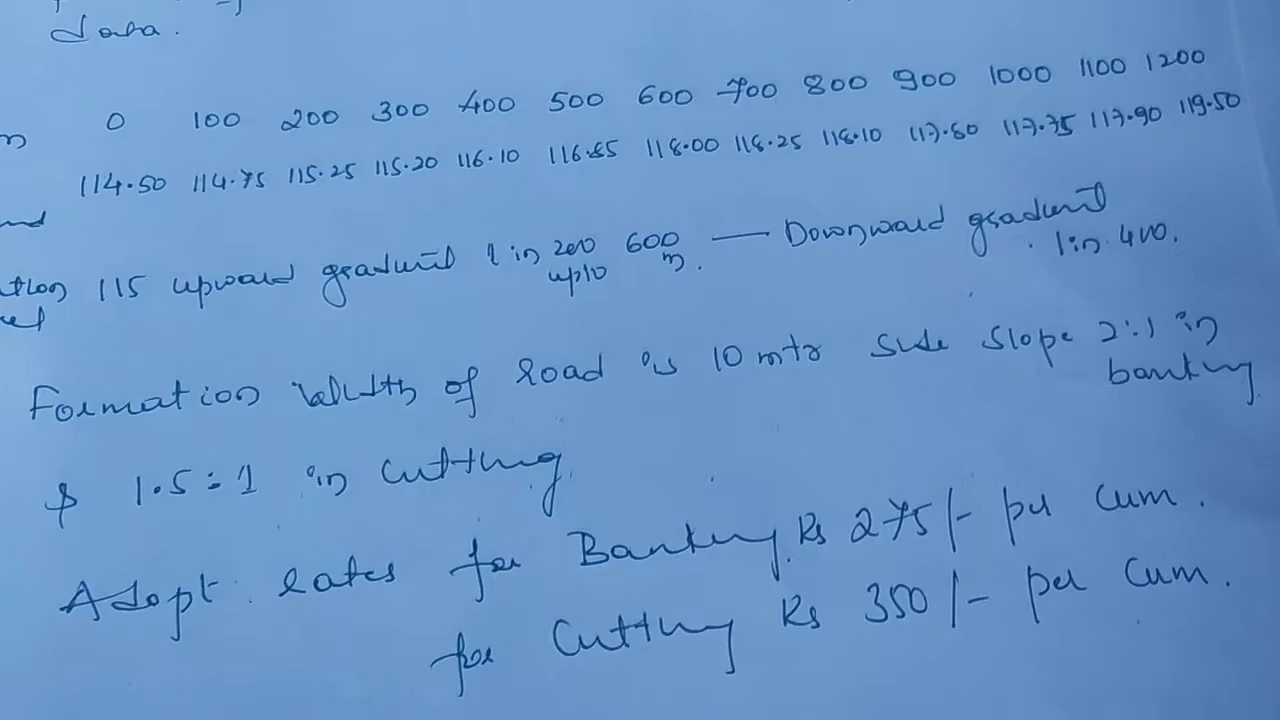 data.
m 0 100 200 300 400 500 600 700 800 900 1000 1100 1200
114.50 114.75 115.25 115.20 116.10 116.85 118.00 118.25 118.10 117.80 117.75 117.90 119.50
115 upward gradient 1 in 200 upto 600 m. — Downward gradient 1 in 400.
Formation width of road is 10 mtr side slope 2:1 in banking
& 1.5:1 in cutting
Adopt rates for Banking Rs 275/- per cum.
for Cutting Rs 350/- per cum.